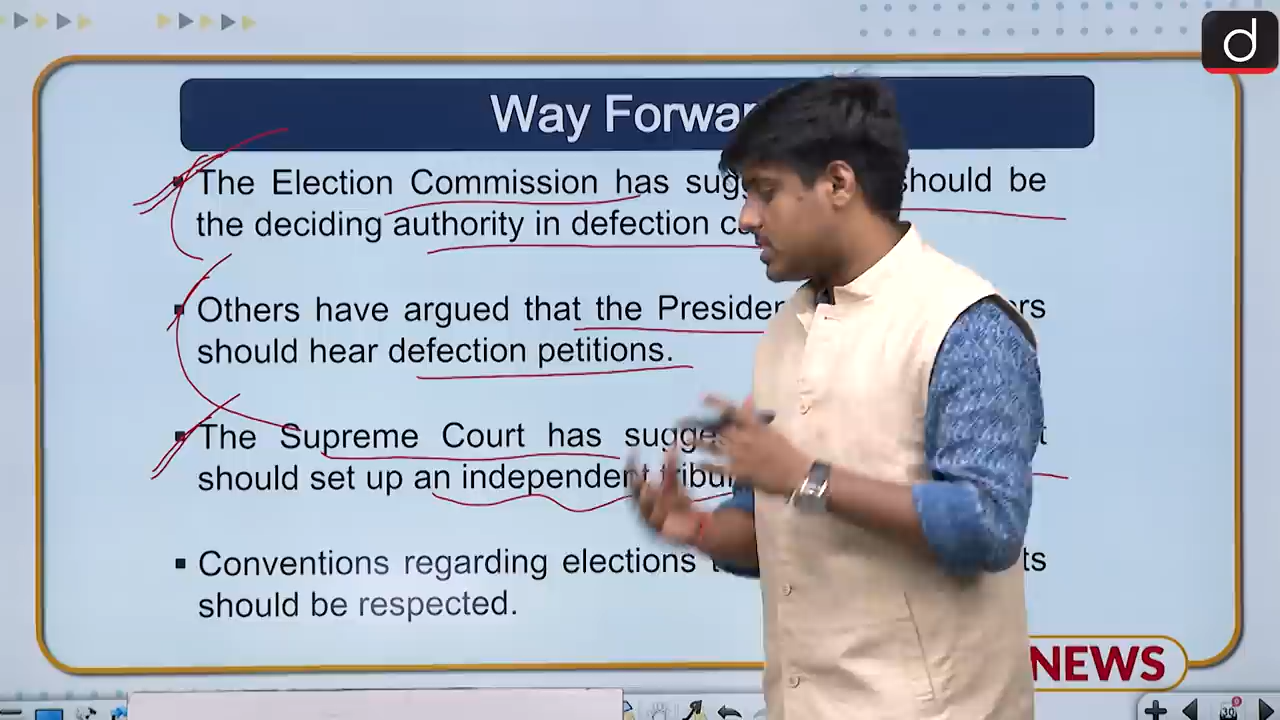 d
Way Forwar
The Election Commission has sug should be
the deciding authority in defection
Others have argued that the Presiden
should hear defection petitions.
The Supreme Court has sugge
should set up an independent tribu
Conventions regarding elections
should be respected.
NEWS